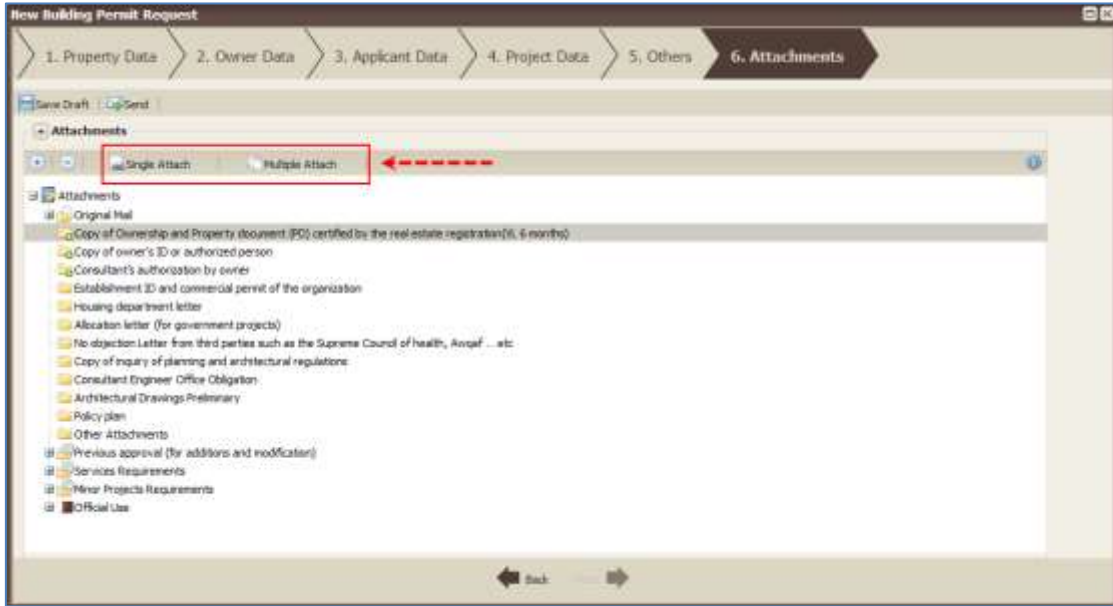 New Building Permit Request
1. Property Data 2. Owner Data 3. Applicant Data 4. Project Data 5. Others 6. Attachments
Save Draft Send
Attachments
Single Attach Multiple Attach
Attachments
Original Mail
Copy of Ownership and Property document (PD) certified by the real estate registration( 6 months)
Copy of owner's ID or authorized person
Consultant's authorization by owner
Establishment ID and commercial permit of the organization
Housing department letter
Allocation letter (for government projects)
No objection Letter from third parties such as the Supreme Council of health, Awqaf ... etc
Copy of inquiry of planning and architectural regulations
Consultant Engineer Office Obligation
Architectural Drawings Preliminary
Policy plan
Other Attachments
Previous approval (for additions and modification)
Services Requirements
Minor Projects Requirements
Official Use
Back